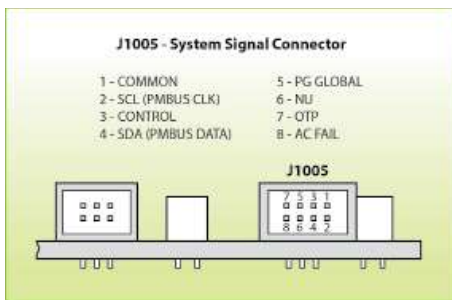 J1005 - System Signal Connector
1 - COMMON
2 - SCL (PMBUS CLK)
3 - CONTROL
4 - SDA (PMBUS DATA)
5 - PG GLOBAL
6 - NU
7 - OTP
8 - AC FAIL
J1005
7 5 3 1
8 6 4 2